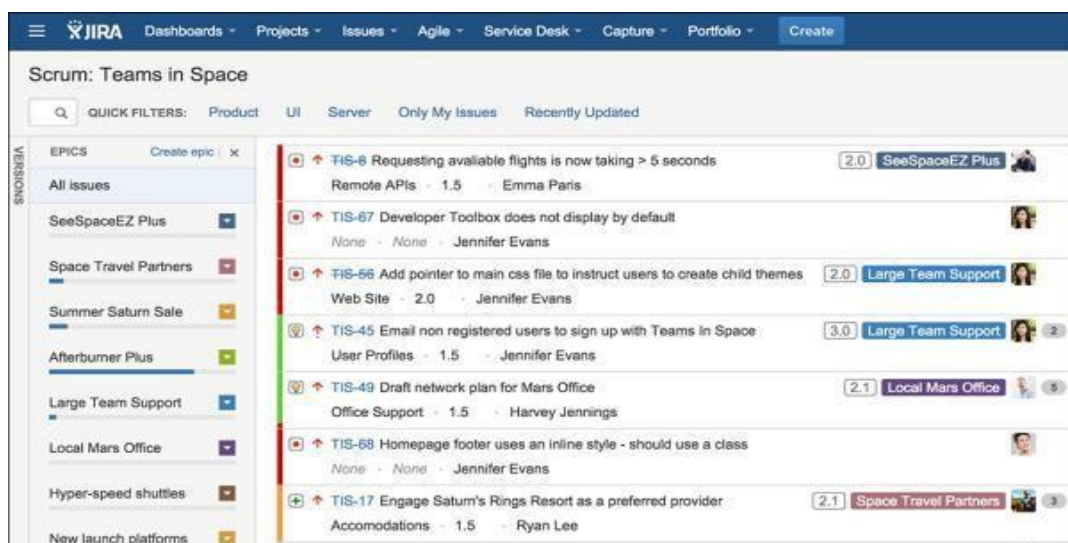 JIRA Dashboards Projects Issues Agile Service Desk Capture Portfolio Create
Scrum: Teams in Space
QUICK FILTERS: Product UI Server Only My Issues Recently Updated
VERSIONS
EPICS Create epic x
All issues
SeeSpaceEZ Plus
Space Travel Partners
Summer Saturn Sale
Afterburner Plus
Large Team Support
Local Mars Office
Hyper-speed shuttles
New launch platforms
TIS-8 Requesting avaliable flights is now taking > 5 seconds 2.0 SeeSpaceEZ Plus
Remote APIs · 1.5 · Emma Paris
TIS-67 Developer Toolbox does not display by default
None · None · Jennifer Evans
TIS-56 Add pointer to main css file to instruct users to create child themes 2.0 Large Team Support
Web Site · 2.0 · Jennifer Evans
TIS-45 Email non registered users to sign up with Teams In Space 3.0 Large Team Support 2
User Profiles · 1.5 · Jennifer Evans
TIS-49 Draft network plan for Mars Office 2.1 Local Mars Office 5
Office Support · 1.5 · Harvey Jennings
TIS-68 Homepage footer uses an inline style - should use a class
None · None · Jennifer Evans
TIS-17 Engage Saturn's Rings Resort as a preferred provider 2.1 Space Travel Partners 3
Accomodations · 1.5 · Ryan Lee